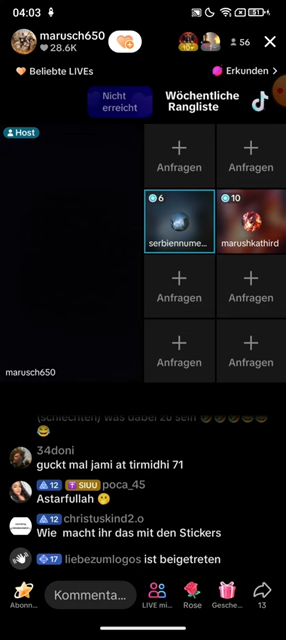 04:03
51
marusch650
28.6K
10+
56
Beliebte LIVEs
Erkunden >
Nicht
erreicht
Wöchentliche
Rangliste
Host
Anfragen
Anfragen
6
serbiennume...
10
marushkathird
Anfragen
Anfragen
Anfragen
Anfragen
marusch650
(schlechten) was dabei zu sein 🤣🤣🤣😂😂
😂
34doni
guckt mal jami at tirmidhi 71
12 SIUU poca_45
Astarfullah 😬
12 christuskind2.o
Wie macht ihr das mit den Stickers
17 liebezumlogos ist beigetreten
Abonn...
Kommenta...
LIVE mi...
Rose
Gesche...
13